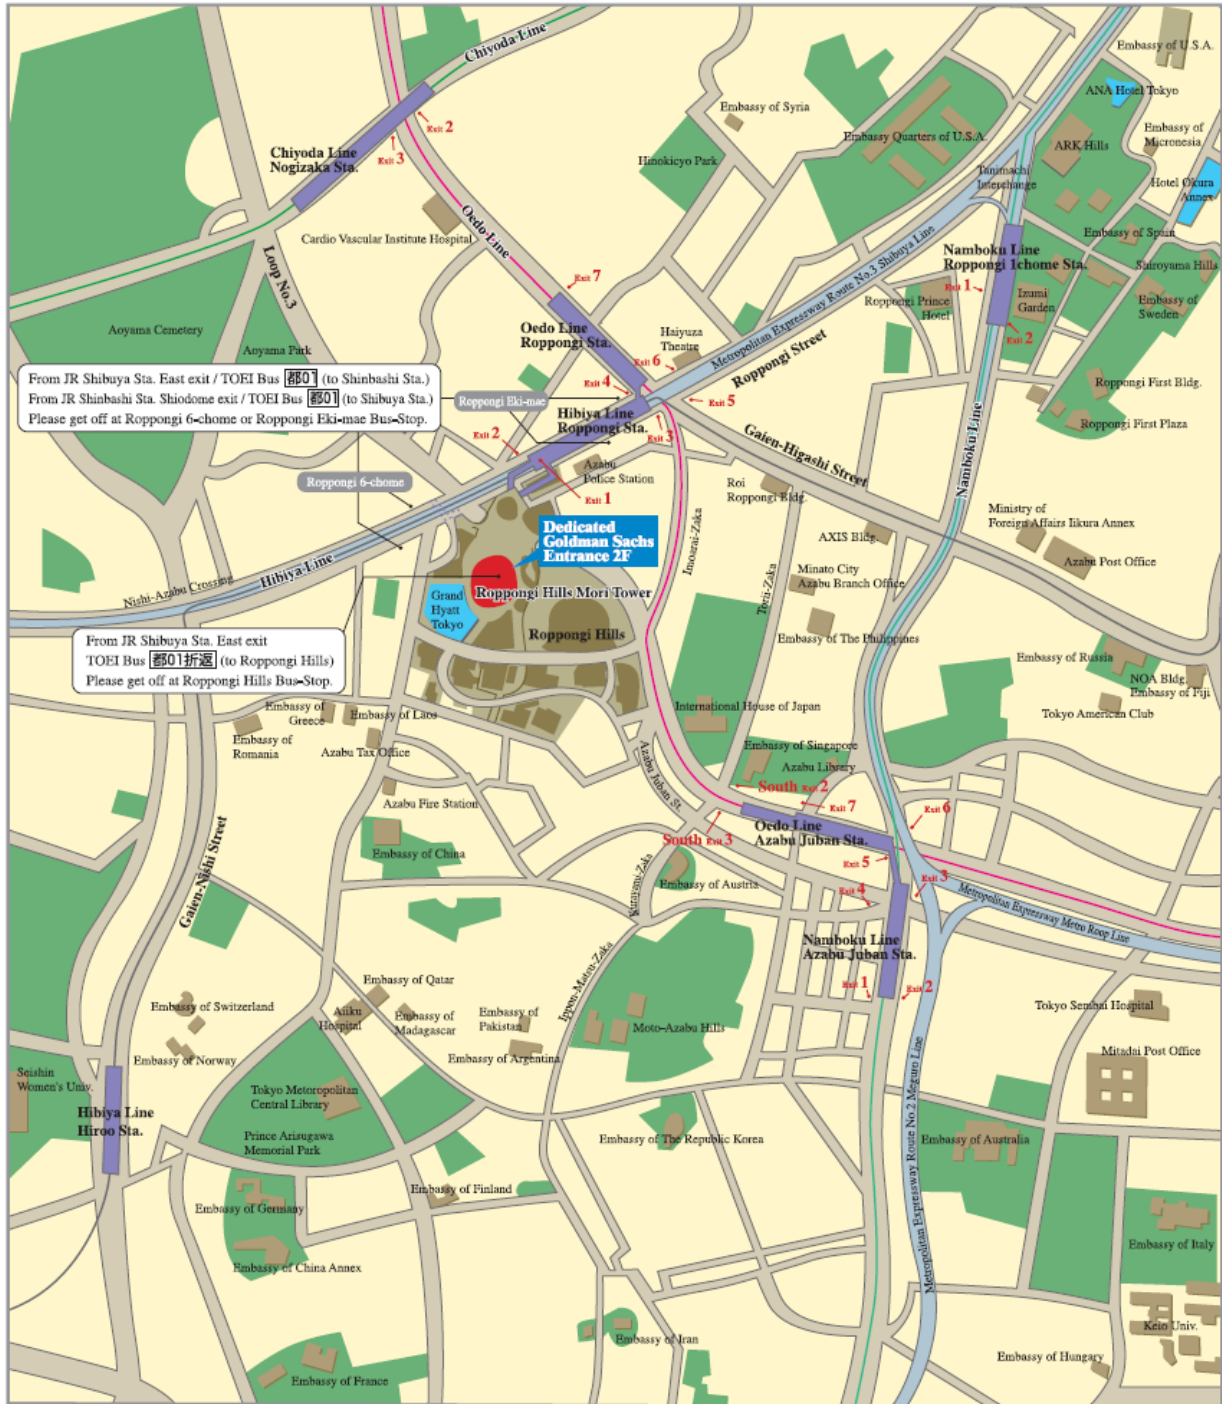 Chiyoda Line
Embassy of U.S.A.
ANA Hotel Tokyo
Embassy of Syria
Exit 2
Embassy Quarters of U.S.A.
Embassy of
Micronesia
ARK Hills
Chiyoda Line
Nogizaka Sta.
Exit 3
Hinokicyo Park
Tanimachi
Interchange
Hotel Okura
Annex
Oedo Line
Cardio Vascular Institute Hospital
Loop No.3
Metropolitan Expressway Route No.3 Shibuya Line
Embassy of Spain
Namboku Line
Roppongi 1chome Sta.
Shiroyama Hills
Exit 7
Exit 1
Roppongi Prince
Hotel
Izumi
Garden
Embassy of
Sweden
Aoyama Cemetery
Oedo Line
Roppongi Sta.
Haiyuza
Theatre
Exit 2
Aoyama Park
Roppongi Street
Exit 6
Exit 4
From JR Shibuya Sta. East exit / TOEI Bus 都01 (to Shinbashi Sta.)
From JR Shinbashi Sta. Shiodome exit / TOEI Bus 都01 (to Shibuya Sta.)
Please get off at Roppongi 6-chome or Roppongi Eki-mae Bus-Stop.
Roppongi Eki-mae
Exit 5
Roppongi First Bldg.
Hibiya Line
Roppongi Sta.
Exit 3
Roppongi First Plaza
Exit 2
Gaien-Higashi Street
Namboku Line
Azabu
Police Station
Roppongi 6-chome
Exit 1
Roi
Roppongi Bldg.
Dedicated
Goldman Sachs
Entrance 2F
Imoarai-Zaka
AXIS Bldg.
Ministry of
Foreign Affairs Iikura Annex
Azabu Post Office
Hibiya Line
Nishi-Azabu Crossing
Minato City
Azabu Branch Office
Torii-Zaka
Grand
Hyatt
Tokyo
Roppongi Hills Mori Tower
Roppongi Hills
Embassy of The Philippines
From JR Shibuya Sta. East exit
TOEI Bus 都01折返 (to Roppongi Hills)
Please get off at Roppongi Hills Bus-Stop.
Embassy of Russia
NOA Bldg.
Embassy of Fiji
Tokyo American Club
Embassy of
Greece
Embassy of Laos
International House of Japan
Embassy of
Romania
Azabu Tax Office
Azabu Juban St.
Embassy of Singapore
Azabu Library
South Exit 2
Azabu Fire Station
Exit 7
Exit 6
Oedo Line
Azabu Juban Sta.
South Exit 3
Gaien-Nishi Street
Embassy of China
Exit 5
Kurayami-Zaka
Embassy of Austria
Exit 4
Exit 3
Metropolitan Expressway Metro Roop Line
Namboku Line
Azabu Juban Sta.
Ippon-Matsu-Zaka
Embassy of Qatar
Exit 1
Exit 2
Embassy of Switzerland
Aiiku
Hospital
Embassy of
Madagascar
Embassy of
Pakistan
Moto-Azabu Hills
Tokyo Sembai Hospital
Embassy of Norway
Embassy of Argentina
Mitadai Post Office
Seishin
Women's Univ.
Tokyo Metoropolitan
Central Library
Metropolitan Expressway Route No.2 Meguro Line
Hibiya Line
Hiroo Sta.
Prince Arisugawa
Memorial Park
Embassy of The Republic Korea
Embassy of Australia
Embassy of Finland
Embassy of Germany
Embassy of Italy
Embassy of China Annex
Keio Univ.
Embassy of Iran
Embassy of Hungary
Embassy of France